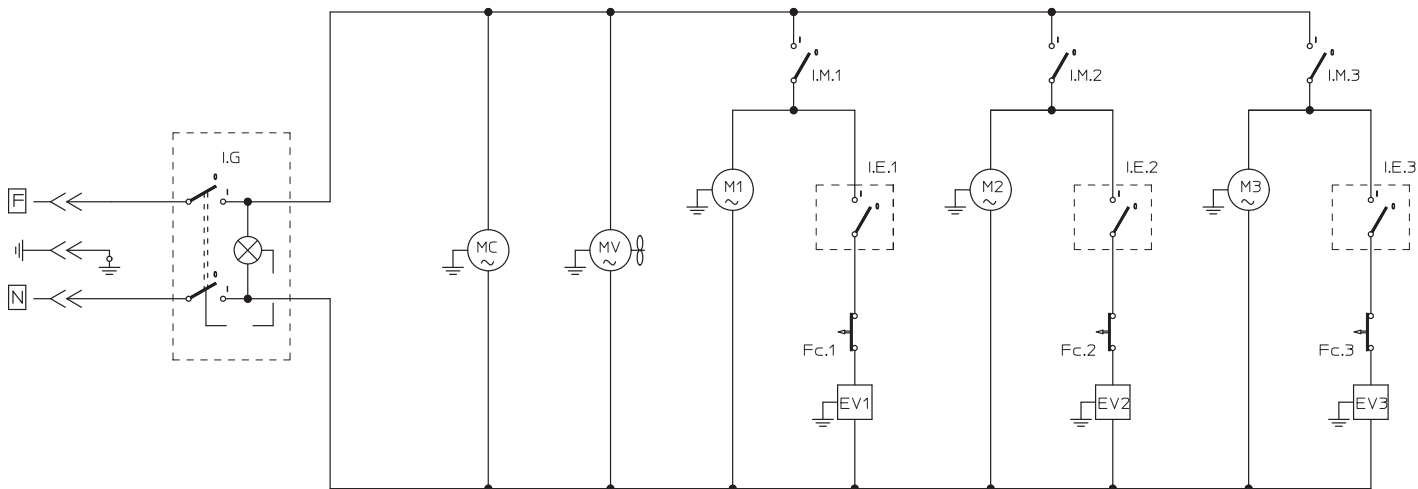 I.M.1
I.M.2
I.M.3
I.G
I.E.1
I.E.2
I.E.3
F
M1
M2
M3
MC
MV
N
Fc.1
Fc.2
Fc.3
EV1
EV2
EV3